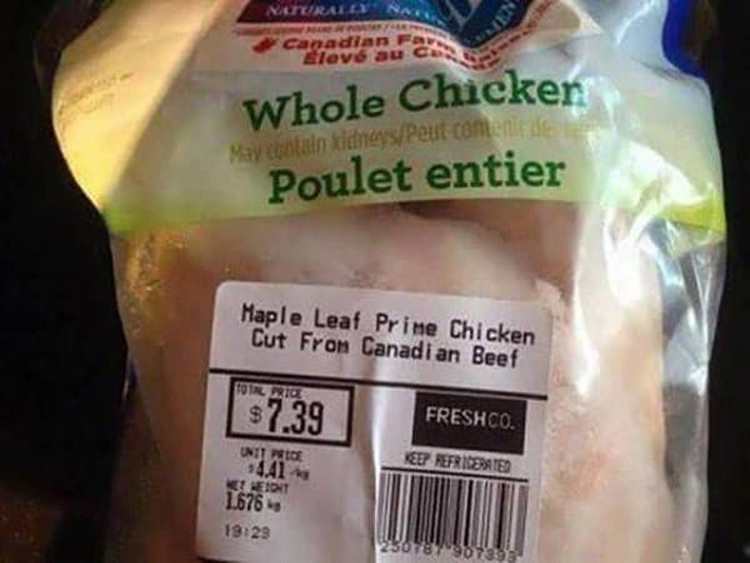 NATURALLY
Canadian Farm
Élevé au
Whole Chicken
May contain kidneys/Peut contenir des
Poulet entier
Maple Leaf Prime Chicken
Cut From Canadian Beef
TOTAL PRICE
$7.39
FRESHCO.
UNIT PRICE
$4.41 /kg
KEEP REFRIGERATED
NET WEIGHT
1.676 kg
19:29
250787 907393